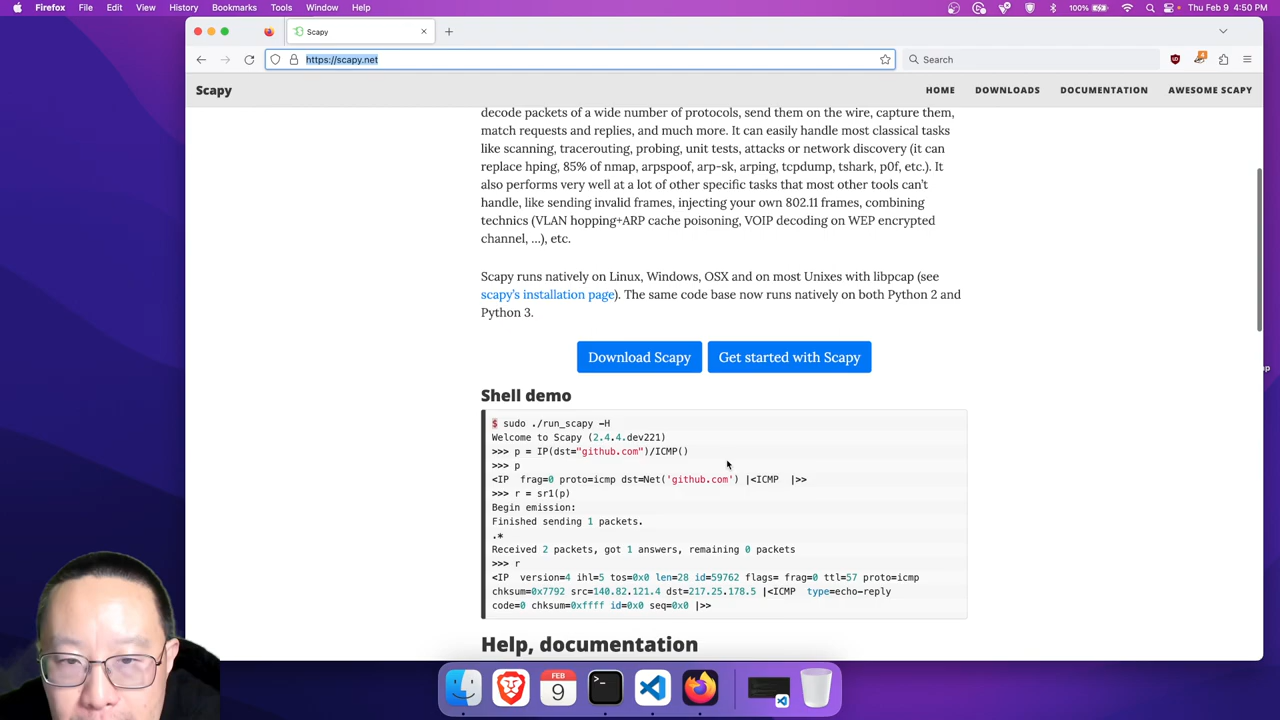 Firefox File Edit View History Bookmarks Tools Window Help 100% Thu Feb 9 4:50 PM
Scapy
https://scapy.net
Search
4
Scapy HOME DOWNLOADS DOCUMENTATION AWESOME SCAPY
decode packets of a wide number of protocols, send them on the wire, capture them,
match requests and replies, and much more. It can easily handle most classical tasks
like scanning, tracerouting, probing, unit tests, attacks or network discovery (it can
replace hping, 85% of nmap, arpspoof, arp-sk, arping, tcpdump, tshark, p0f, etc.). It
also performs very well at a lot of other specific tasks that most other tools can’t
handle, like sending invalid frames, injecting your own 802.11 frames, combining
technics (VLAN hopping+ARP cache poisoning, VOIP decoding on WEP encrypted
channel, …), etc.
Scapy runs natively on Linux, Windows, OSX and on most Unixes with libpcap (see
scapy’s installation page). The same code base now runs natively on both Python 2 and
Python 3.
Download Scapy Get started with Scapy
Shell demo
$ sudo ./run_scapy -H
Welcome to Scapy (2.4.4.dev221)
>>> p = IP(dst="github.com")/ICMP()
>>> p
<IP frag=0 proto=icmp dst=Net('github.com') |<ICMP |>>
>>> r = sr1(p)
Begin emission:
Finished sending 1 packets.
.*
Received 2 packets, got 1 answers, remaining 0 packets
>>> r
<IP version=4 ihl=5 tos=0x0 len=28 id=59762 flags= frag=0 ttl=57 proto=icmp
chksum=0x7792 src=140.82.121.4 dst=217.25.178.5 |<ICMP type=echo-reply
code=0 chksum=0xffff id=0x0 seq=0x0 |>>
Help, documentation
FEB
9
>_